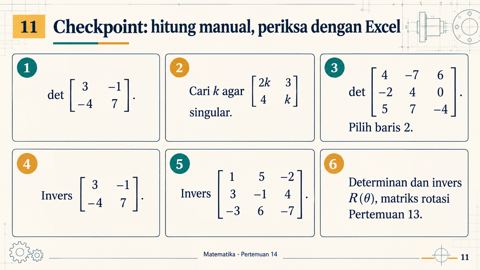 11 Checkpoint: hitung manual, periksa dengan Excel
1
det [ 3 −1
−4 7 ].
2
Cari k agar [ 2k 3
4 k ]
singular.
3
det [ 4 −7 6
−2 4 0
5 7 −4 ].
Pilih baris 2.
4
Invers [ 3 −1
−4 7 ].
5
Invers [ 1 5 −2
3 −1 4
−3 6 −7 ].
6
Determinan dan invers
R(θ), matriks rotasi
Pertemuan 13.
Matematika - Pertemuan 14
11